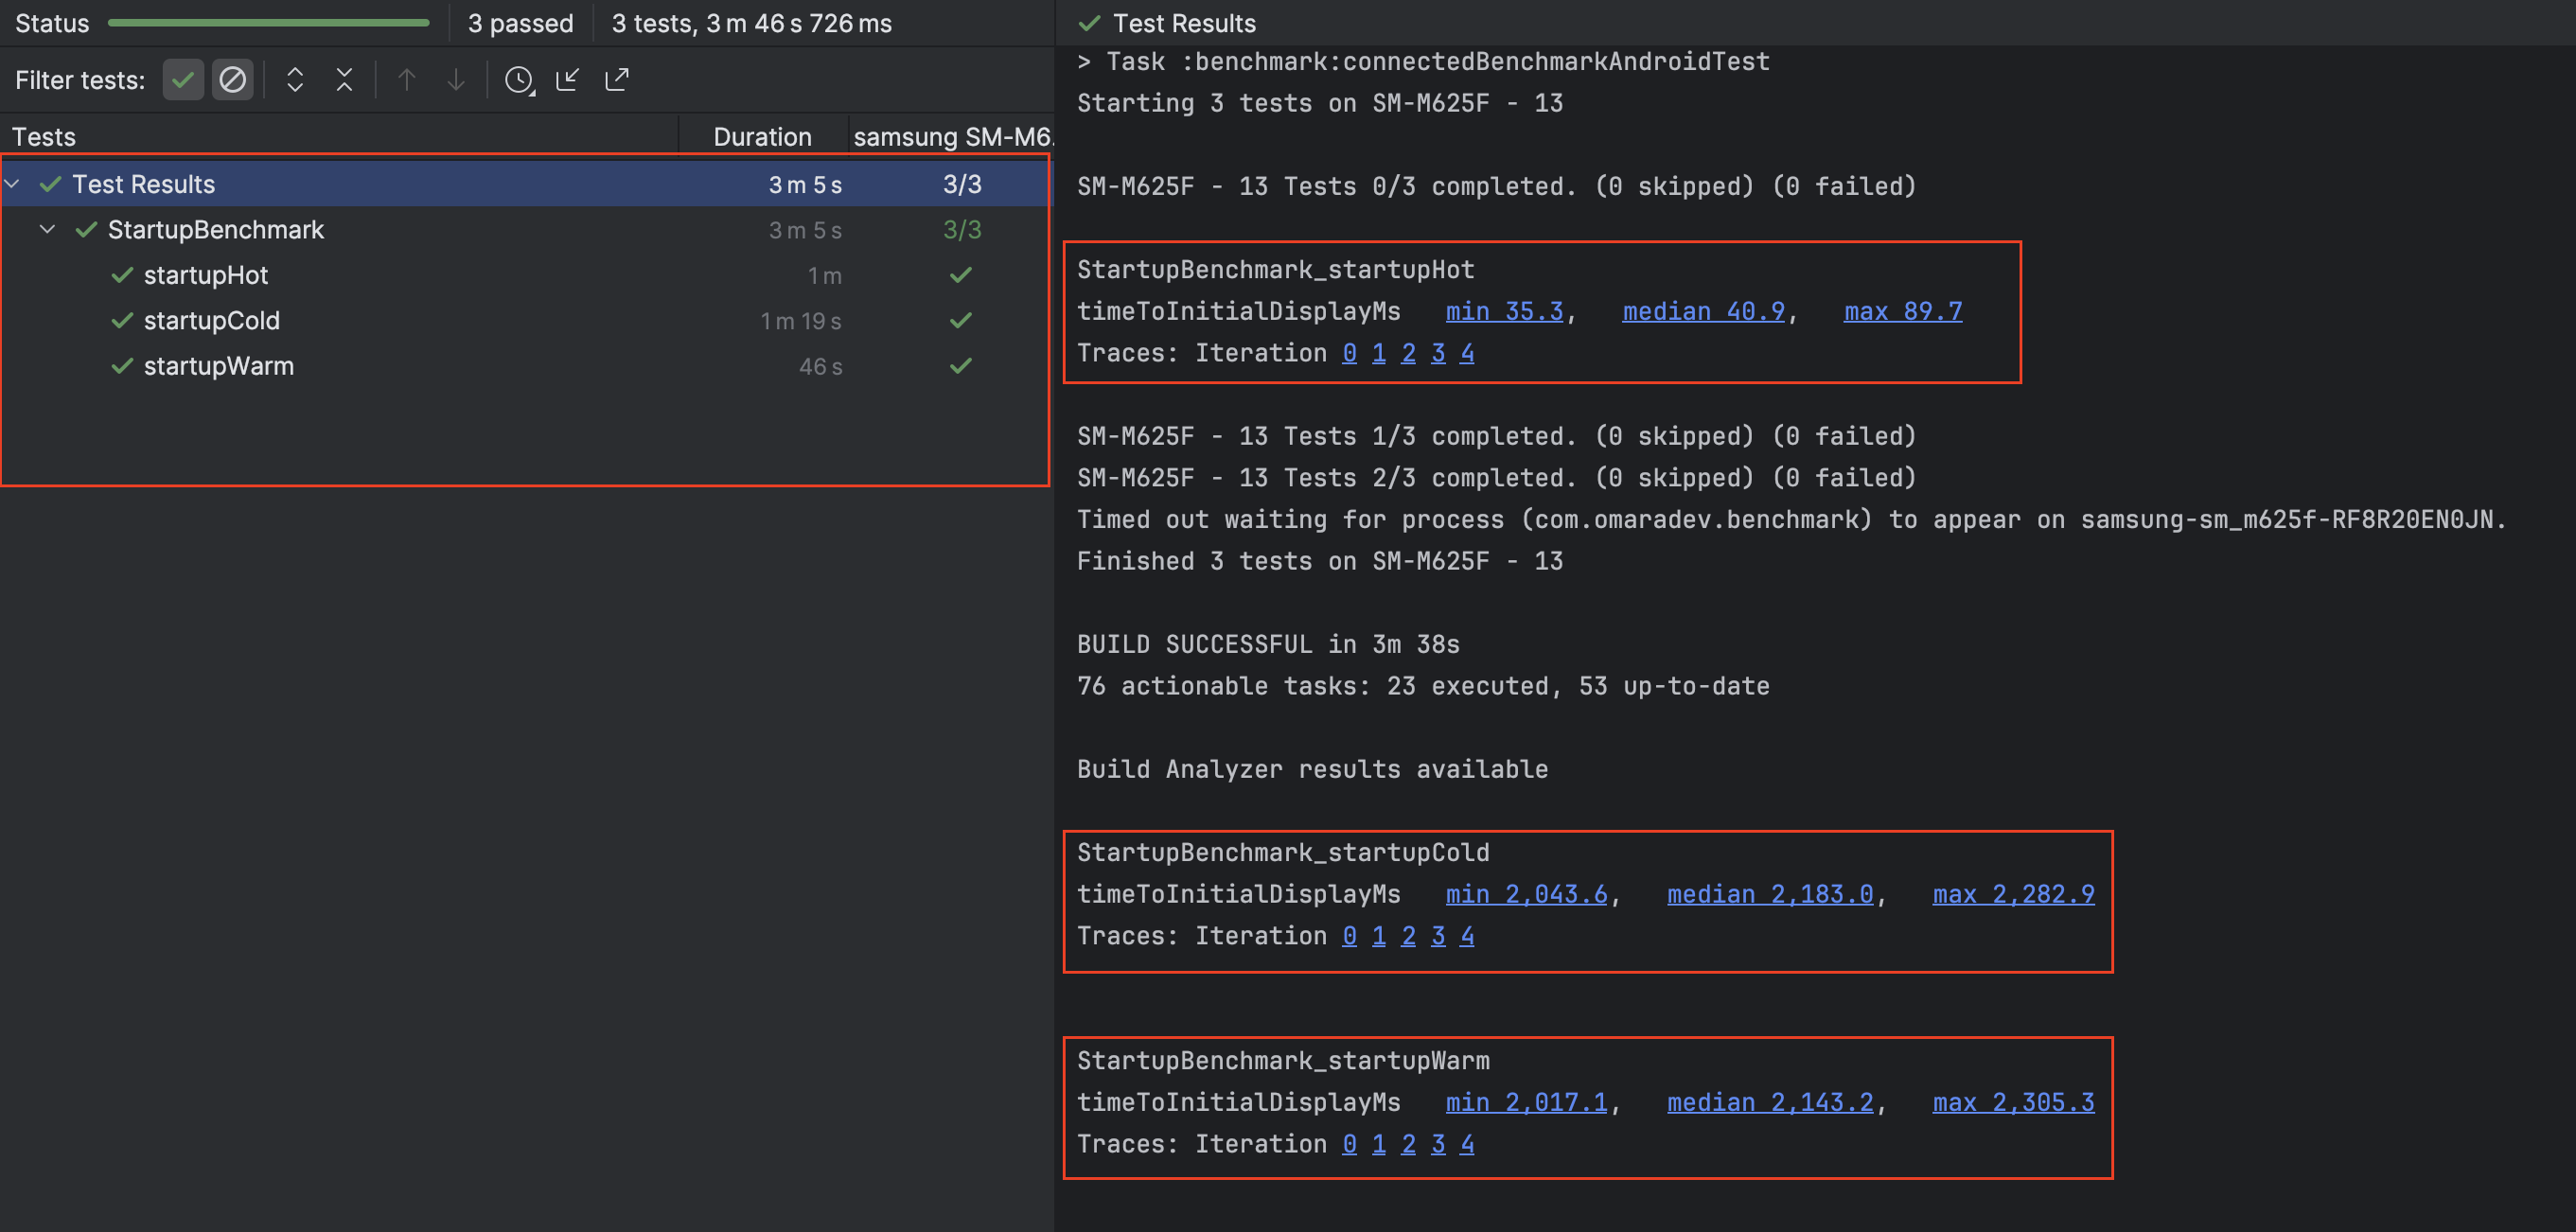 Status 3 passed 3 tests, 3 m 46 s 726 ms
Filter tests:
Tests Duration samsung SM-M6.
Test Results 3 m 5 s 3/3
StartupBenchmark 3 m 5 s 3/3
startupHot 1 m
startupCold 1 m 19 s
startupWarm 46 s
Test Results
> Task :benchmark:connectedBenchmarkAndroidTest
Starting 3 tests on SM-M625F - 13
SM-M625F - 13 Tests 0/3 completed. (0 skipped) (0 failed)
StartupBenchmark_startupHot
timeToInitialDisplayMs min 35.3, median 40.9, max 89.7
Traces: Iteration 0 1 2 3 4
SM-M625F - 13 Tests 1/3 completed. (0 skipped) (0 failed)
SM-M625F - 13 Tests 2/3 completed. (0 skipped) (0 failed)
Timed out waiting for process (com.omaradev.benchmark) to appear on samsung-sm_m625f-RF8R20EN0JN.
Finished 3 tests on SM-M625F - 13
BUILD SUCCESSFUL in 3m 38s
76 actionable tasks: 23 executed, 53 up-to-date
Build Analyzer results available
StartupBenchmark_startupCold
timeToInitialDisplayMs min 2,043.6, median 2,183.0, max 2,282.9
Traces: Iteration 0 1 2 3 4
StartupBenchmark_startupWarm
timeToInitialDisplayMs min 2,017.1, median 2,143.2, max 2,305.3
Traces: Iteration 0 1 2 3 4